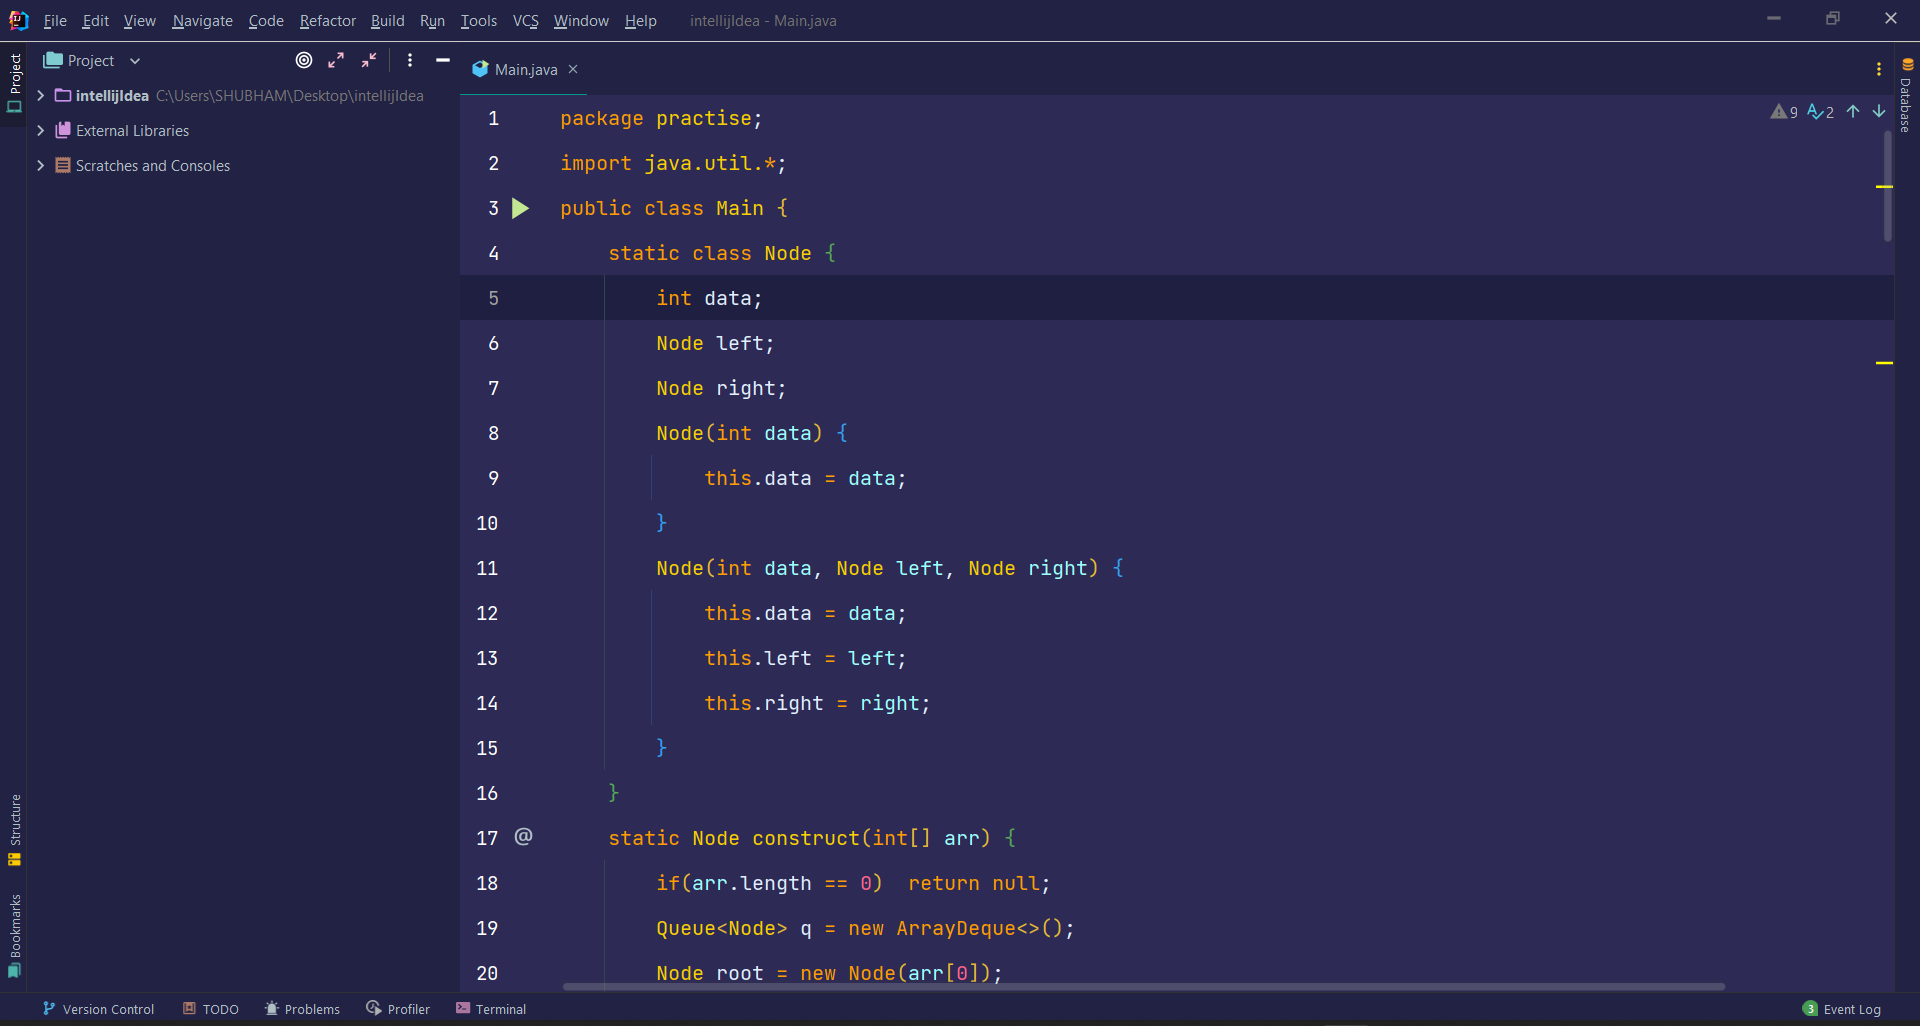 File Edit View Navigate Code Refactor Build Run Tools VCS Window Help intellijIdea - Main.java
Project
Project
intellijIdea C:\Users\SHUBHAM\Desktop\intellijIdea
External Libraries
Scratches and Consoles
Structure
Bookmarks
Main.java
9 2
Database
1 package practise;
2 import java.util.*;
3 public class Main {
4 static class Node {
5 int data;
6 Node left;
7 Node right;
8 Node(int data) {
9 this.data = data;
10 }
11 Node(int data, Node left, Node right) {
12 this.data = data;
13 this.left = left;
14 this.right = right;
15 }
16 }
17 @ static Node construct(int[] arr) {
18 if(arr.length == 0)  return null;
19 Queue<Node> q = new ArrayDeque<>();
20 Node root = new Node(arr[0]);
Version Control TODO Problems Profiler Terminal 3 Event Log